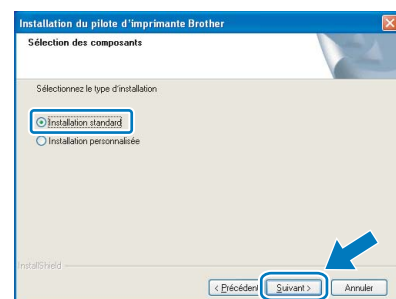 Installation du pilote d'imprimante Brother
Sélection des composants
Sélectionnez le type d'installation
Installation standard
Installation personnalisée
InstallShield
< Précédent
Suivant >
Annuler